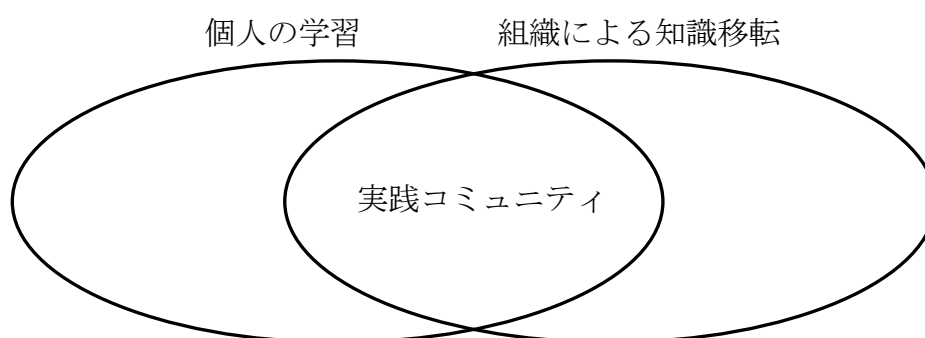 個人の学習
組織による知識移転
実践コミュニティ